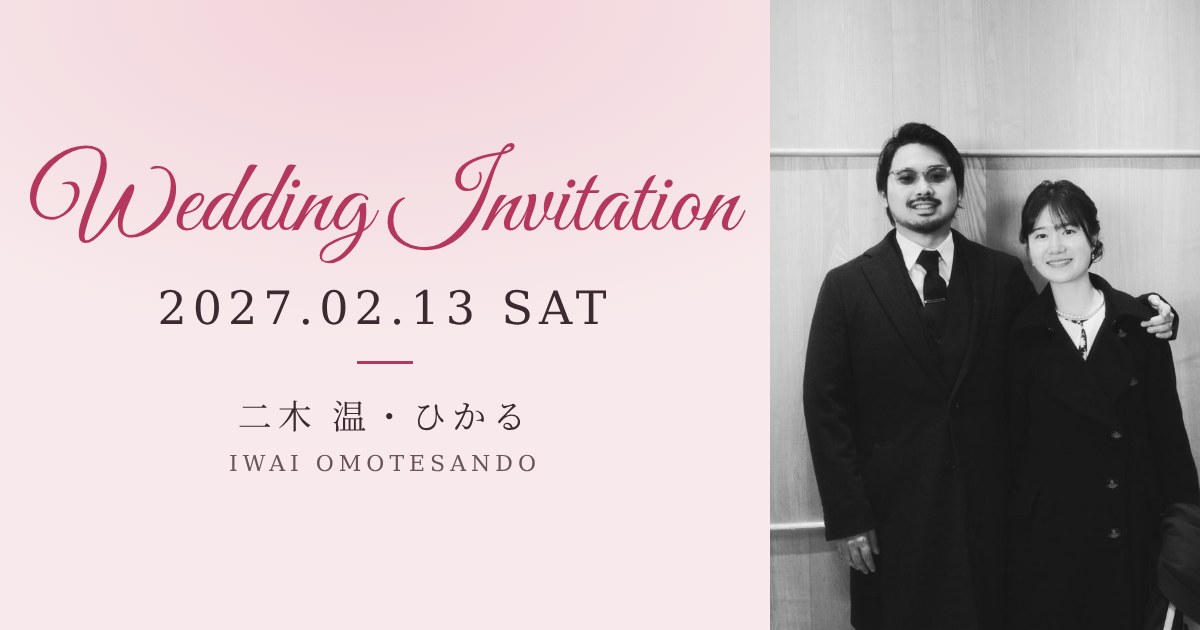 Wedding Invitation
2027.02.13 SAT
二木 温・ひかる
IWAI OMOTESANDO